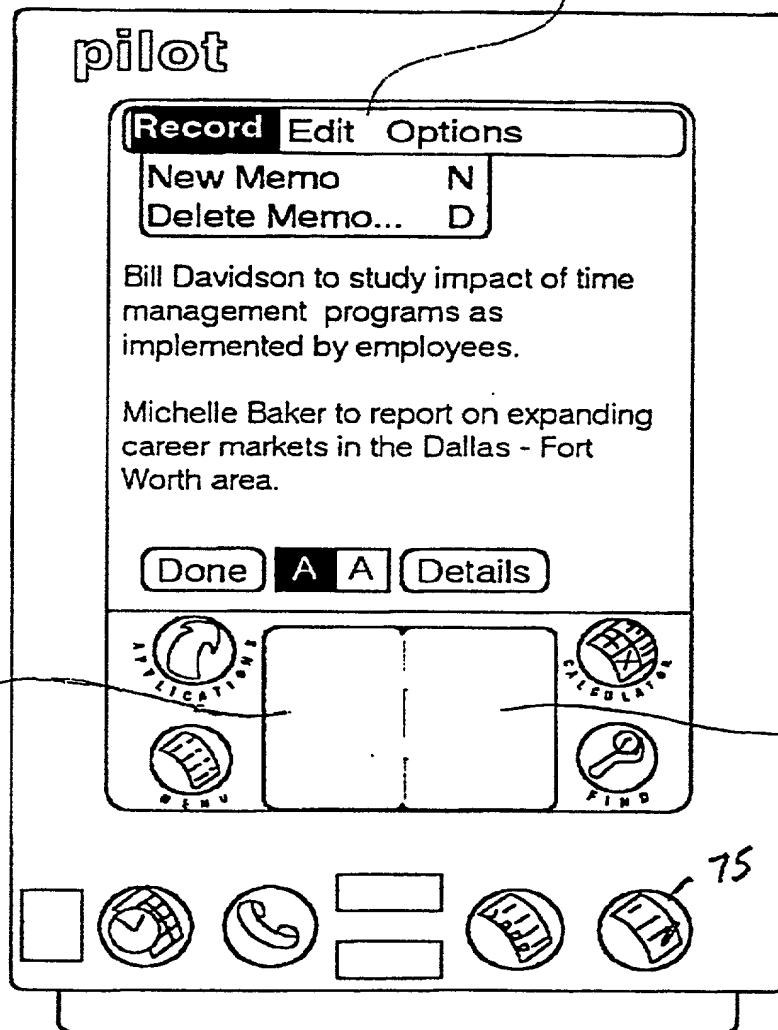 pilot
Record Edit Options
New Memo N
Delete Memo... D
Bill Davidson to study impact of time
management programs as
implemented by employees.
Michelle Baker to report on expanding
career markets in the Dallas - Fort
Worth area.
Done A A Details
APPLICATIONS CALCULATOR
MENU FIND
75